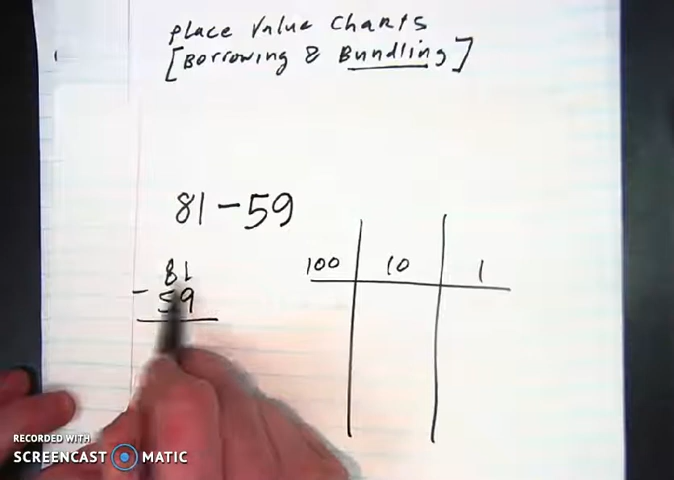 Place Value Charts
[Borrowing & Bundling]
81-59
81
-59
100 10 1
RECORDED WITH
SCREENCAST MATIC